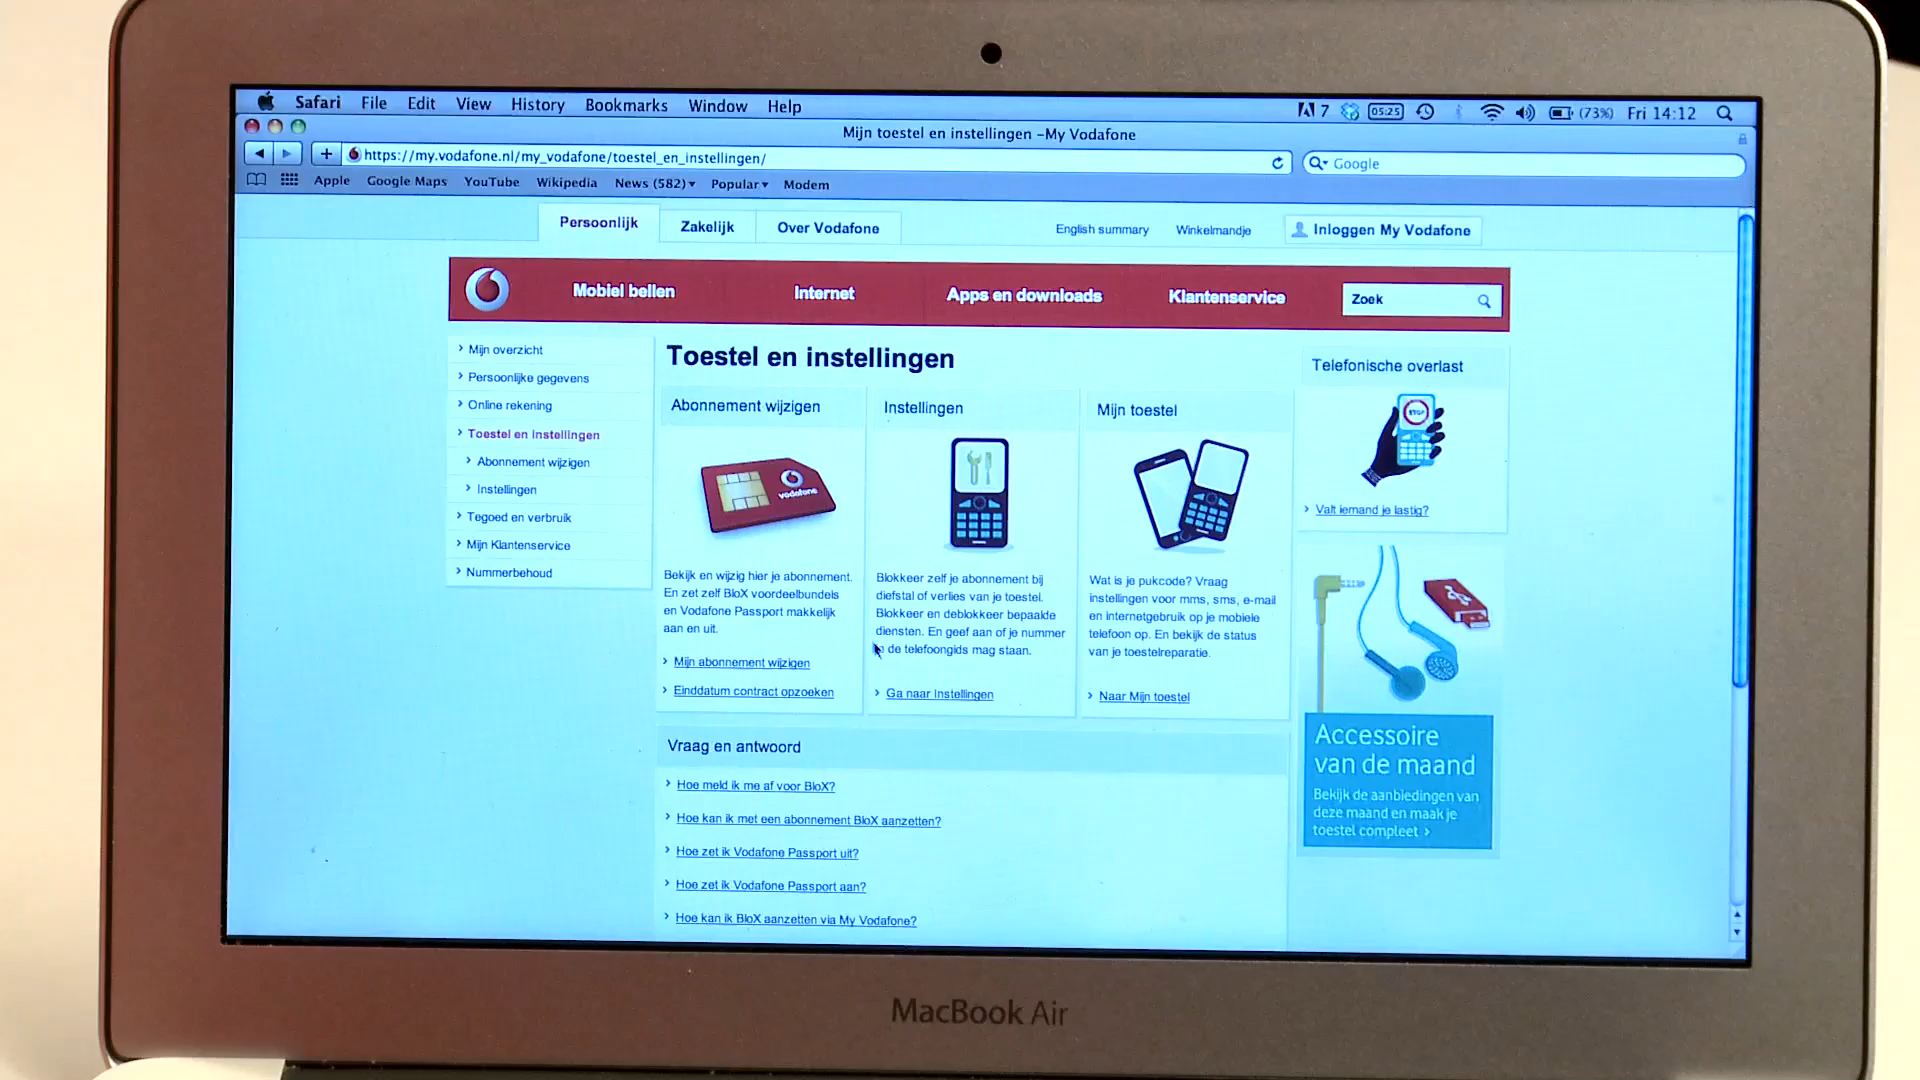 Safari File Edit View History Bookmarks Window Help
7 05:25 (73%) Fri 14:12
Mijn toestel en instellingen –My Vodafone
https://my.vodafone.nl/my_vodafone/toestel_en_instellingen/
Google
Apple Google Maps YouTube Wikipedia News (582) Popular Modem
Persoonlijk Zakelijk Over Vodafone
English summary Winkelmandje Inloggen My Vodafone
Mobiel bellen Internet Apps en downloads Klantenservice Zoek
Mijn overzicht
Persoonlijke gegevens
Online rekening
Toestel en instellingen
Abonnement wijzigen
Instellingen
Tegoed en verbruik
Mijn Klantenservice
Nummerbehoud
Toestel en instellingen
Abonnement wijzigen
vodafone
Bekijk en wijzig hier je abonnement.
En zet zelf BloX voordeelbundels
en Vodafone Passport makkelijk
aan en uit.
Mijn abonnement wijzigen
Einddatum contract opzoeken
Instellingen
Blokkeer zelf je abonnement bij
diefstal of verlies van je toestel.
Blokkeer en deblokkeer bepaalde
diensten. En geef aan of je nummer
de telefoongids mag staan.
Ga naar Instellingen
Mijn toestel
Wat is je pukcode? Vraag
instellingen voor mms, sms, e-mail
en internetgebruik op je mobiele
telefoon op. En bekijk de status
van je toestelreparatie.
Naar Mijn toestel
Telefonische overlast
STOP
Valt iemand je lastig?
Accessoire
van de maand
Bekijk de aanbiedingen van
deze maand en maak je
toestel compleet ›
Vraag en antwoord
Hoe meld ik me af voor BloX?
Hoe kan ik met een abonnement BloX aanzetten?
Hoe zet ik Vodafone Passport uit?
Hoe zet ik Vodafone Passport aan?
Hoe kan ik BloX aanzetten via My Vodafone?
MacBook Air